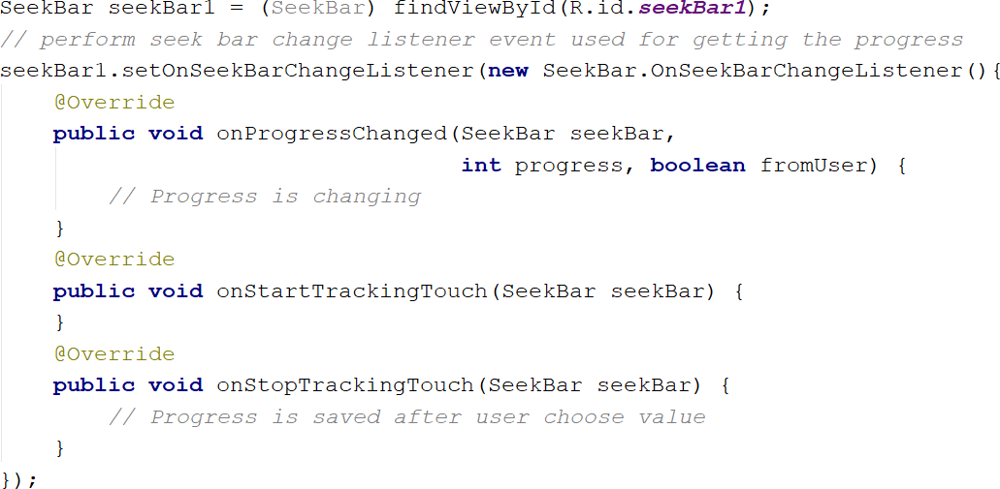 SeekBar seekBar1 = (SeekBar) findViewById(R.id.seekBar1);
// perform seek bar change listener event used for getting the progress
seekBar1.setOnSeekBarChangeListener(new SeekBar.OnSeekBarChangeListener(){
    @Override
    public void onProgressChanged(SeekBar seekBar,
                                  int progress, boolean fromUser) {
        // Progress is changing
    }
    @Override
    public void onStartTrackingTouch(SeekBar seekBar) {
    }
    @Override
    public void onStopTrackingTouch(SeekBar seekBar) {
        // Progress is saved after user choose value
    }
});